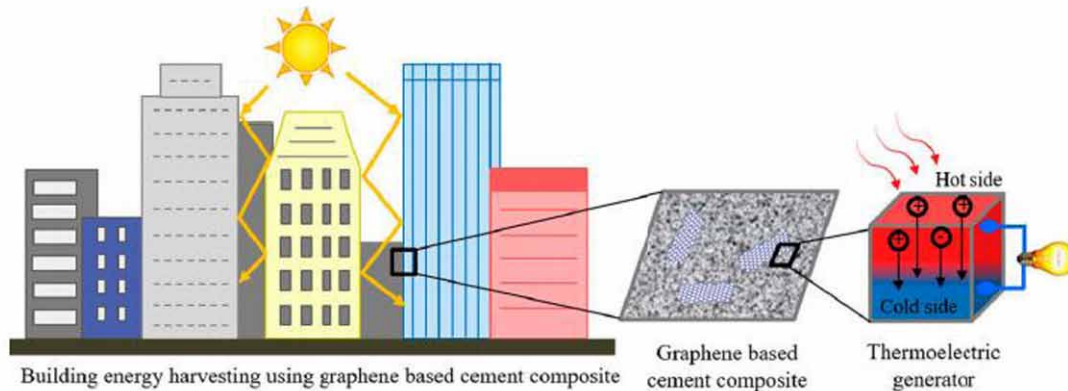 Hot side
+ +
+ +
Cold side
Building energy harvesting using graphene based cement composite
Graphene based
cement composite
Thermoelectric
generator